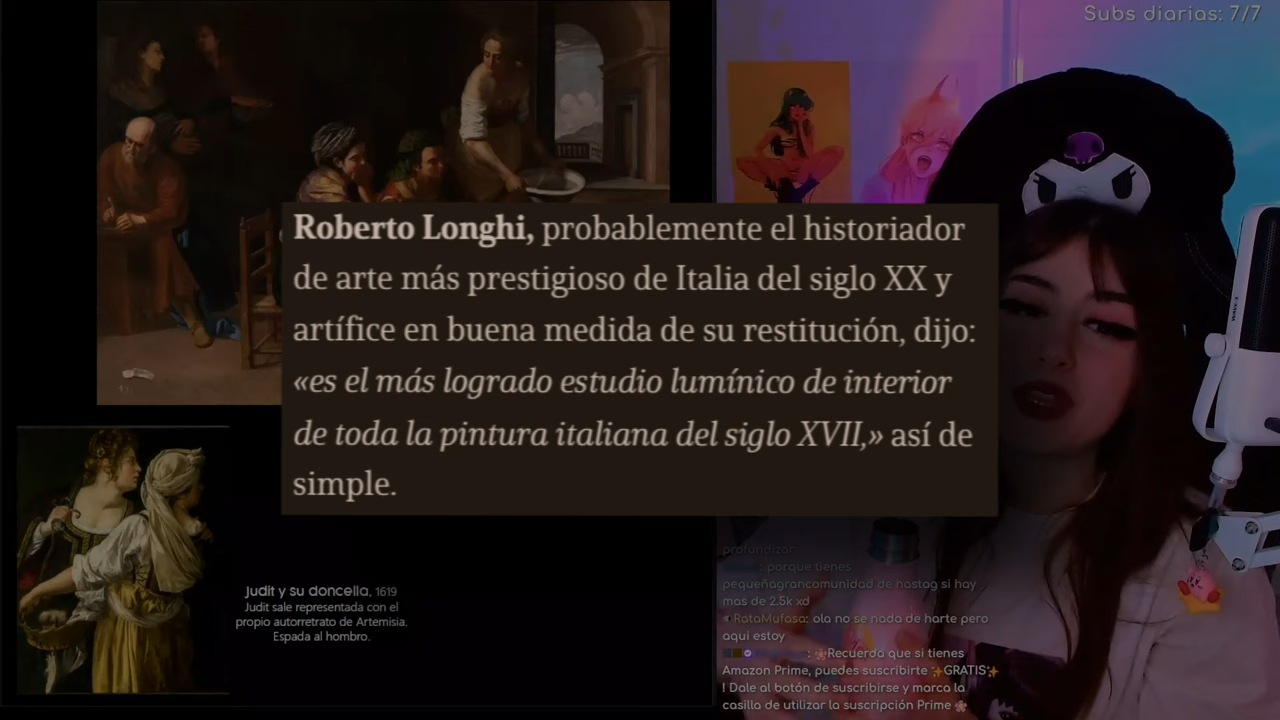 Subs diarias: 7/7
Roberto Longhi, probablemente el historiador
de arte más prestigioso de Italia del siglo XX y
artífice en buena medida de su restitución, dijo:
«es el más logrado estudio lumínico de interior
de toda la pintura italiana del siglo XVII,» así de
simple.
Judit y su doncella, 1619
Judit sale representada con el
propio autorretrato de Artemisia.
Espada al hombro.
profundizar
: porque tienes
pequeñagrancomunidad de hastag si hay
mas de 2.5k xd
RataMufasa: ola no se nada de harte pero
aqui estoy
: Recuerda que si tienes
Amazon Prime, puedes suscribirte ✨GRATIS✨
! Dale al botón de suscribirse y marca la
casilla de utilizar la suscripción Prime